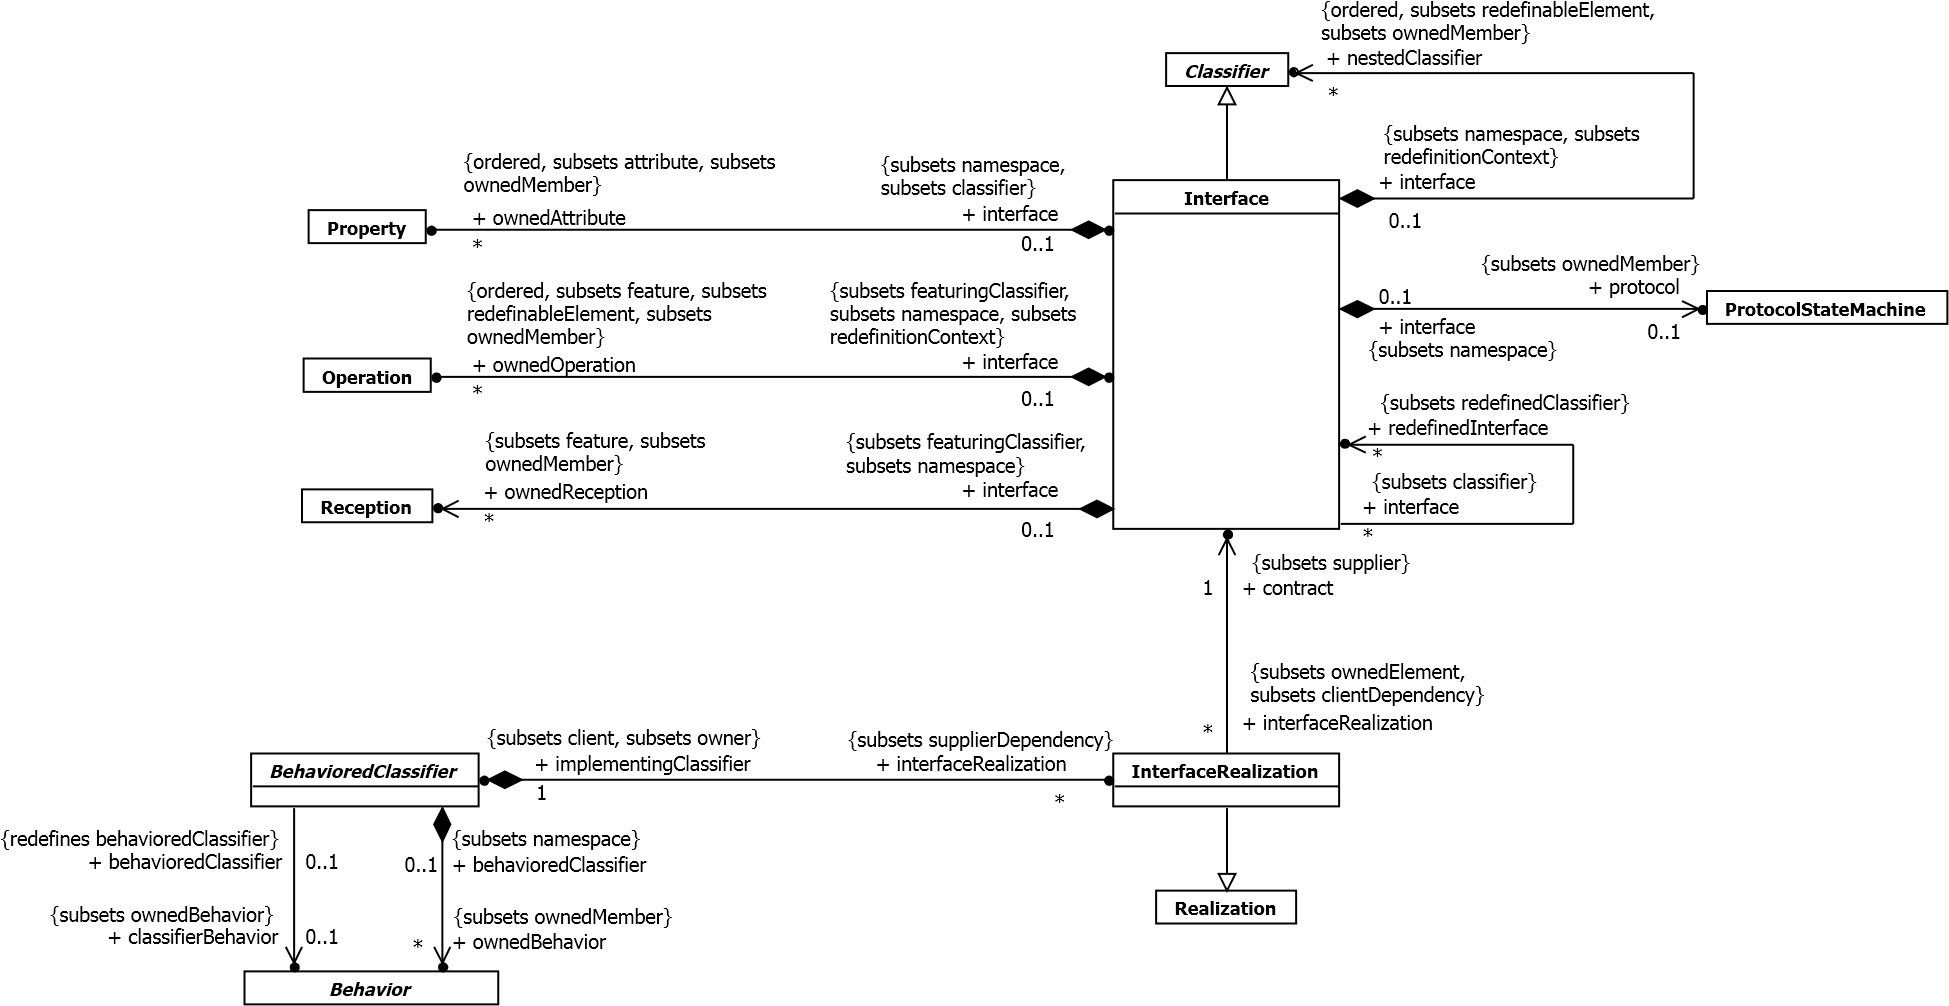 {ordered, subsets redefinableElement,
subsets ownedMember}
+ nestedClassifier
*
Classifier
{subsets namespace, subsets
redefinitionContext}
+ interface
0..1
{ordered, subsets attribute, subsets
ownedMember}
+ ownedAttribute
*
{subsets namespace,
subsets classifier}
+ interface
0..1
Property
Interface
{subsets ownedMember}
+ protocol
0..1
0..1
+ interface
{subsets namespace}
ProtocolStateMachine
{ordered, subsets feature, subsets
redefinableElement, subsets
ownedMember}
+ ownedOperation
*
{subsets featuringClassifier,
subsets namespace, subsets
redefinitionContext}
+ interface
0..1
Operation
{subsets redefinedClassifier}
+ redefinedInterface
*
{subsets classifier}
+ interface
*
{subsets feature, subsets
ownedMember}
+ ownedReception
*
{subsets featuringClassifier,
subsets namespace}
+ interface
0..1
Reception
{subsets supplier}
1
+ contract
{subsets ownedElement,
subsets clientDependency}
+ interfaceRealization
*
{subsets client, subsets owner}
+ implementingClassifier
1
{subsets supplierDependency}
+ interfaceRealization
*
BehavioredClassifier
InterfaceRealization
{redefines behavioredClassifier}
+ behavioredClassifier
0..1
0..1
{subsets namespace}
+ behavioredClassifier
{subsets ownedBehavior}
+ classifierBehavior
0..1
*
{subsets ownedMember}
+ ownedBehavior
Realization
Behavior